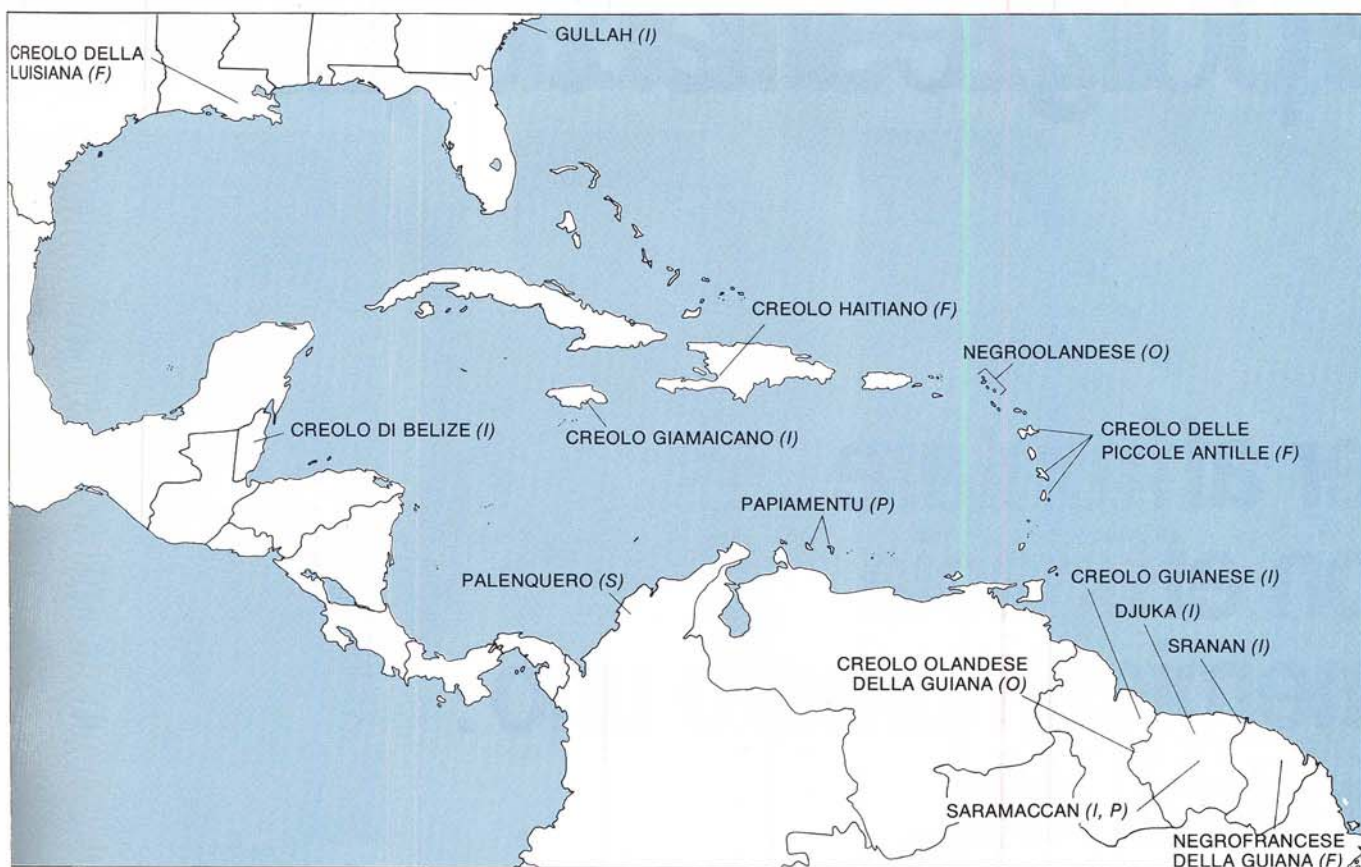 GULLAH (I)
CREOLO DELLA
LUISIANA (F)
CREOLO HAITIANO (F)
NEGROOLANDESE (O)
CREOLO DI BELIZE (I)
CREOLO GIAMAICANO (I)
CREOLO DELLE
PICCOLE ANTILLE (F)
PAPIAMENTU (P)
PALENQUERO (S)
CREOLO GUIANESE (I)
DJUKA (I)
SRANAN (I)
CREOLO OLANDESE
DELLA GUIANA (O)
SARAMACCAN (I, P)
NEGROFRANCESE
DELLA GUIANA (F)